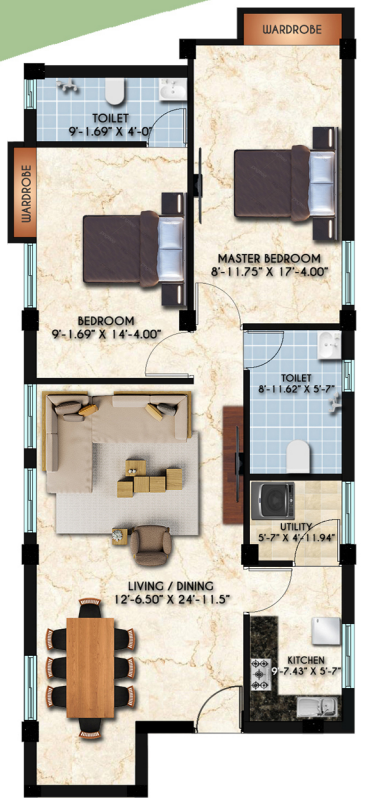 WARDROBE
TOILET
9'-1.69" X 4'-0"
WARDROBE
MASTER BEDROOM
8'-11.75" X 17'-4.00"
BEDROOM
9'-1.69" X 14'-4.00"
TOILET
8'-11.62" X 5'-7"
UTILITY
5'-7" X 4'-11.94"
LIVING / DINING
12'-6.50" X 24'-11.5"
KITCHEN
9'-7.43" X 5'-7"